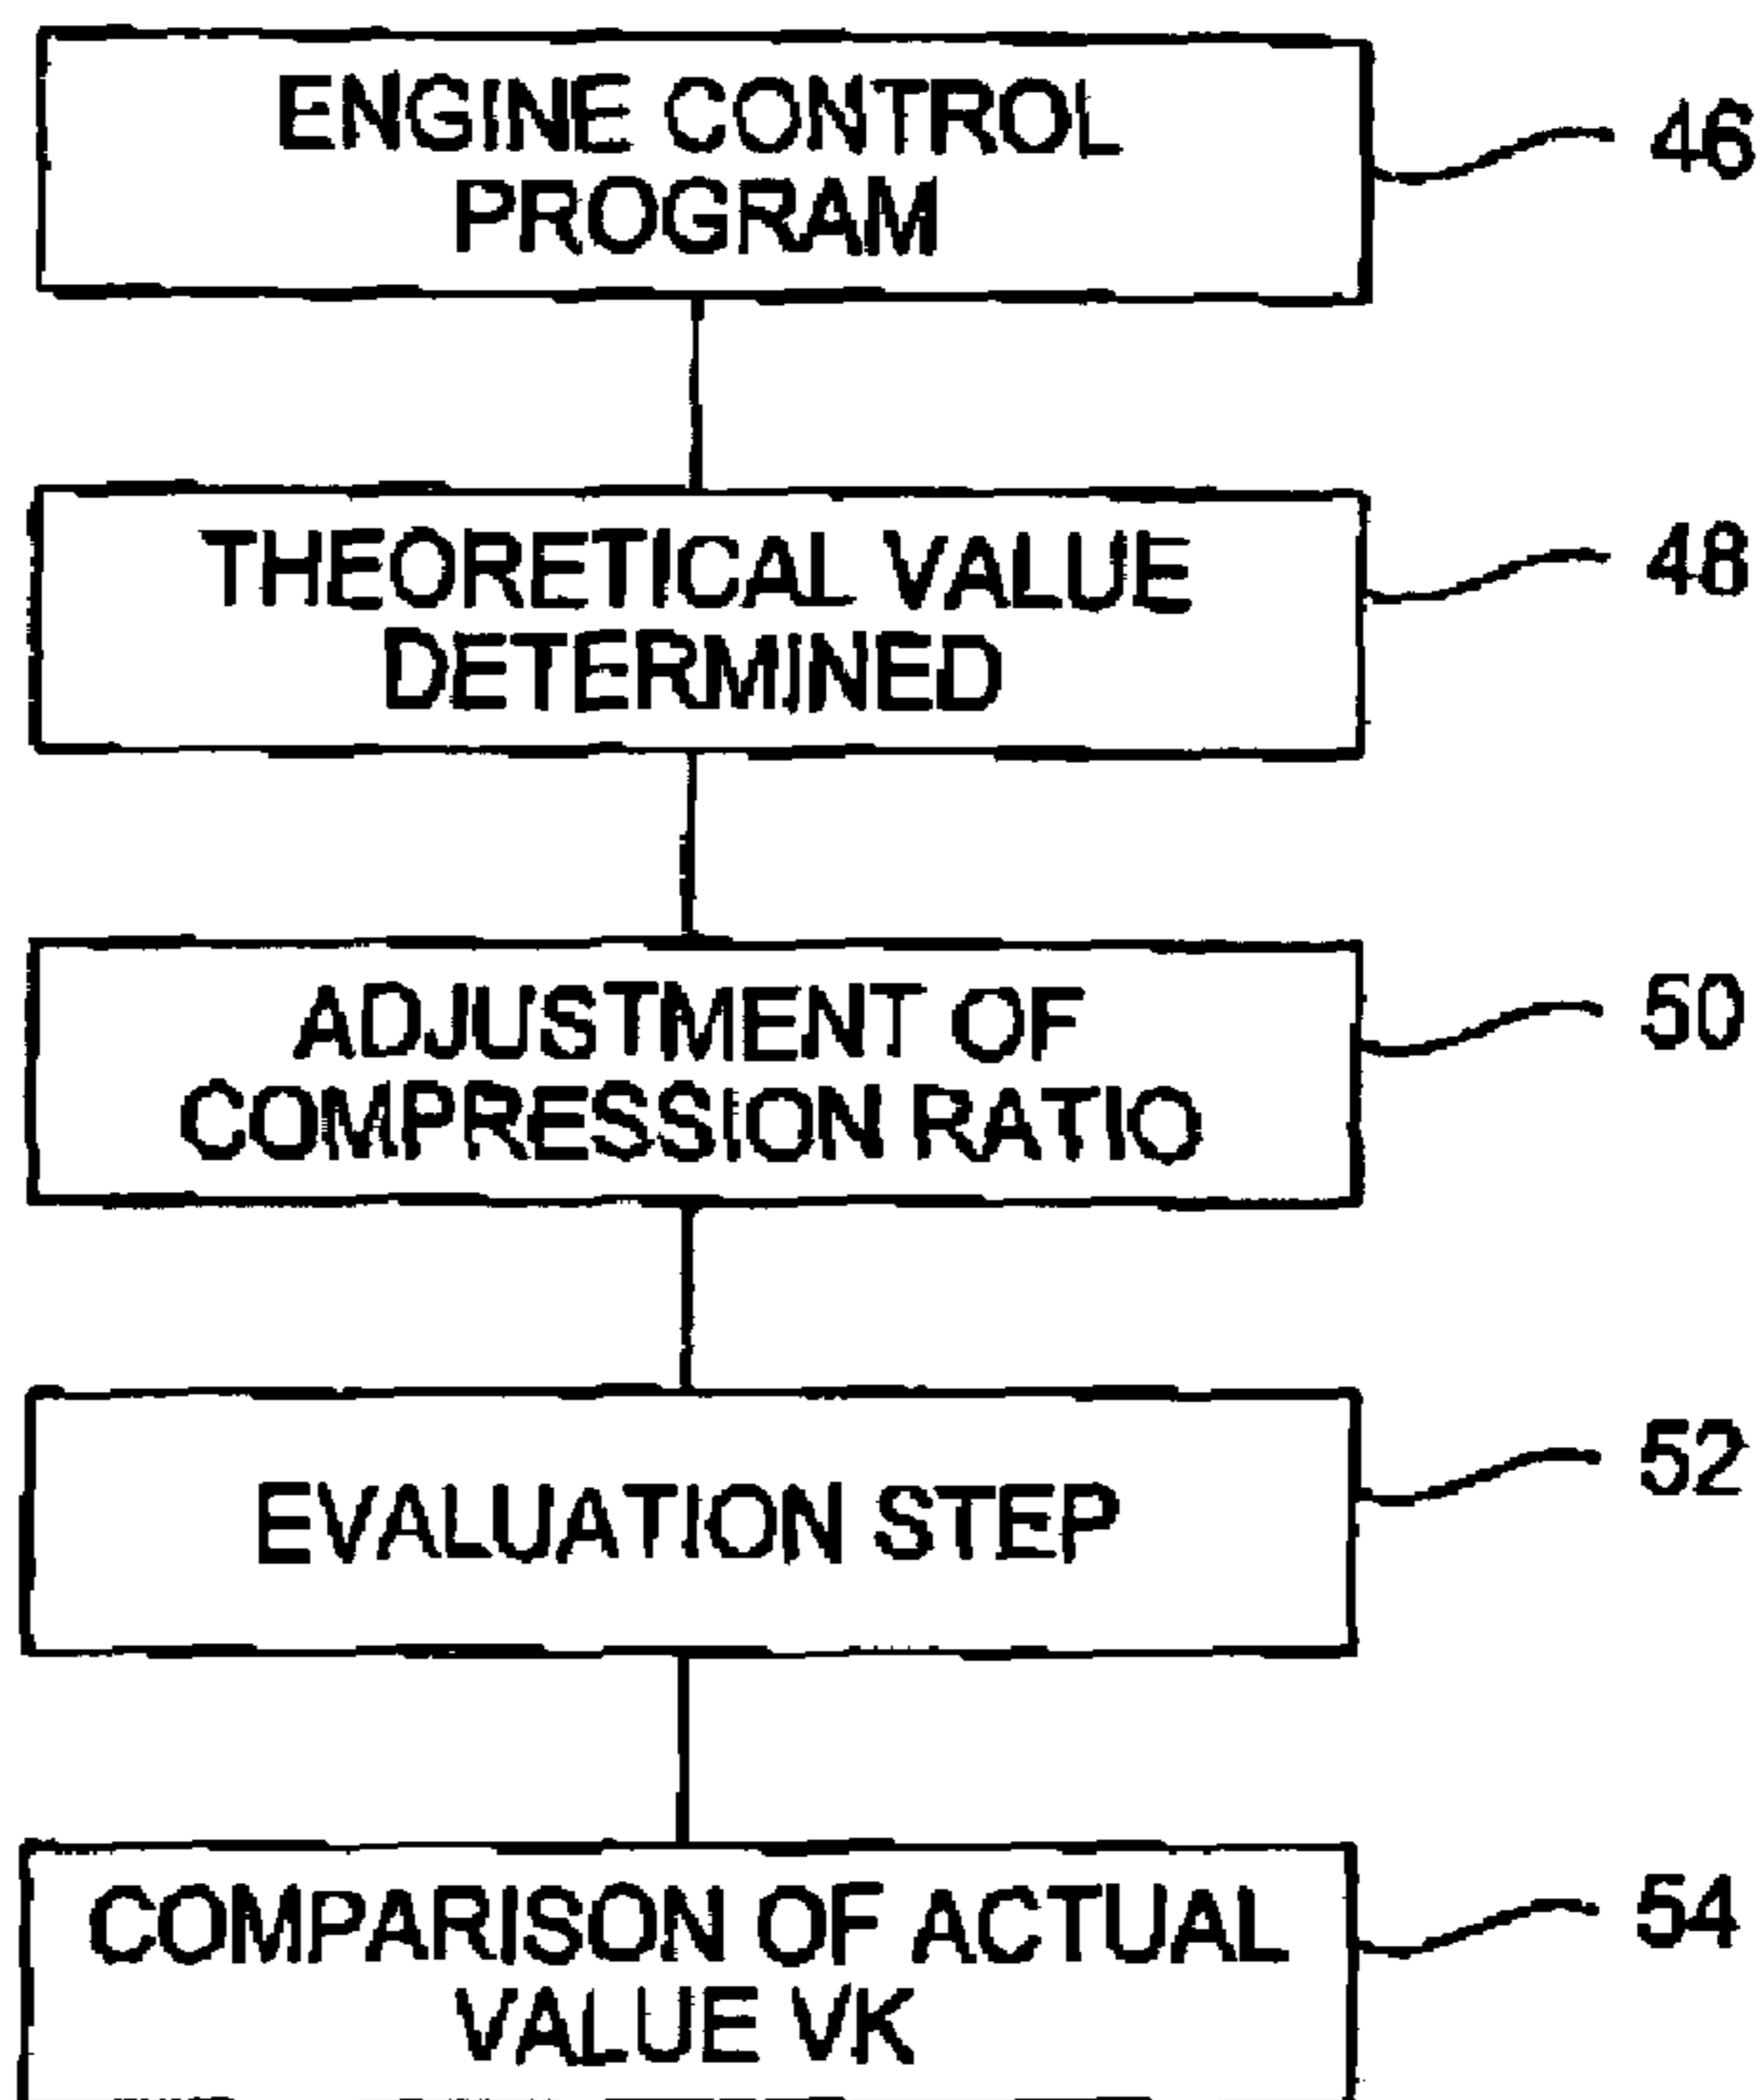 ENGINE CONTROL
PROGRAM
46
THEORETICAL VALUE
DETERMINED
48
ADJUSTMENT OF
COMPRESSION RATIO
50
EVALUATION STEP
52
COMPARISON OF ACTUAL
VALUE VK
54